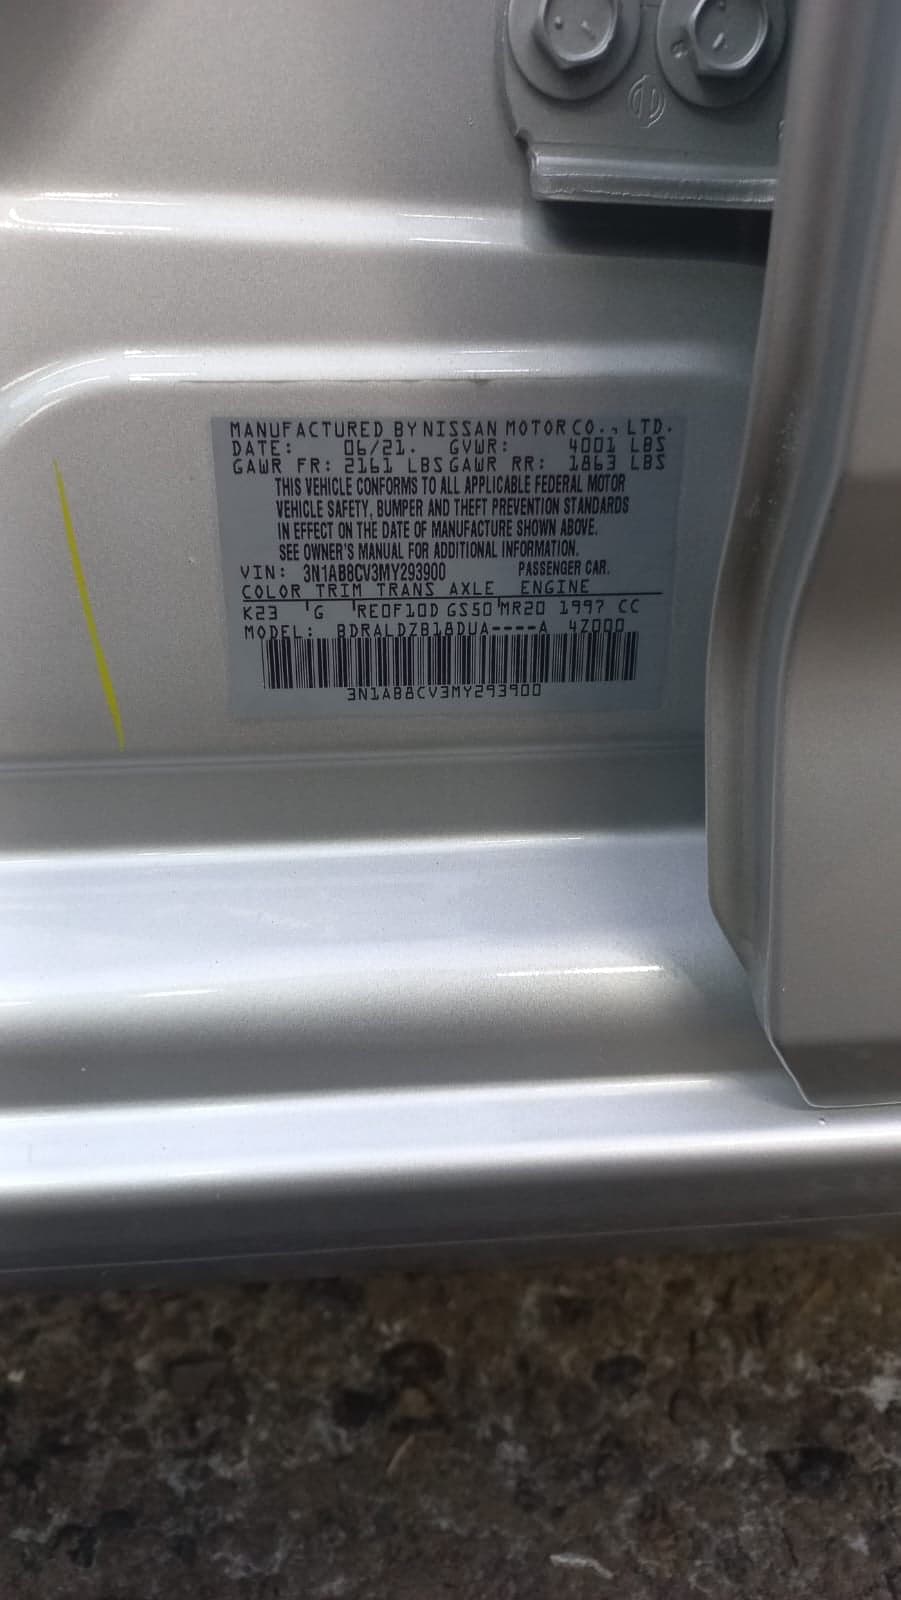 MANUFACTURED BY NISSAN MOTOR CO., LTD.
DATE: 06/21. GVWR: 4001 LBS
GAWR FR: 2161 LBS GAWR RR: 1863 LBS
THIS VEHICLE CONFORMS TO ALL APPLICABLE FEDERAL MOTOR
VEHICLE SAFETY, BUMPER AND THEFT PREVENTION STANDARDS
IN EFFECT ON THE DATE OF MANUFACTURE SHOWN ABOVE.
SEE OWNER'S MANUAL FOR ADDITIONAL INFORMATION.
VIN: 3N1AB8CV3MY293900 PASSENGER CAR.
COLOR TRIM TRANS AXLE ENGINE
K23 'G 'RE0F10D GS50'MR20 1997 CC
MODEL: BDRALDZB18DUA----A 4Z000
3N1AB8CV3MY293900